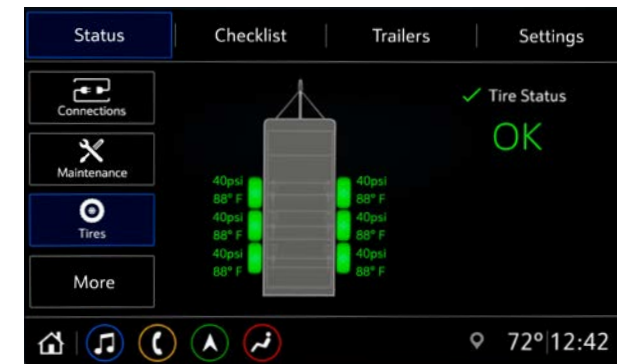 Status
Checklist
Trailers
Settings
Connections
Maintenance
Tires
More
Tire Status
OK
40psi
88° F
40psi
88° F
40psi
88° F
40psi
88° F
40psi
88° F
40psi
88° F
72° 12:42